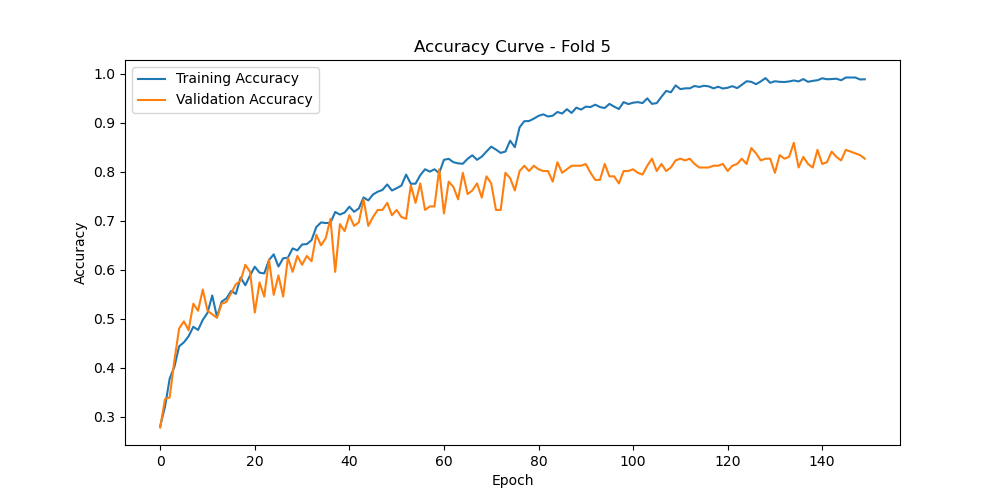 Accuracy Curve - Fold 5
Training Accuracy
Validation Accuracy
Accuracy
1.0
0.9
0.8
0.7
0.6
0.5
0.4
0.3
0 20 40 60 80 100 120 140
Epoch